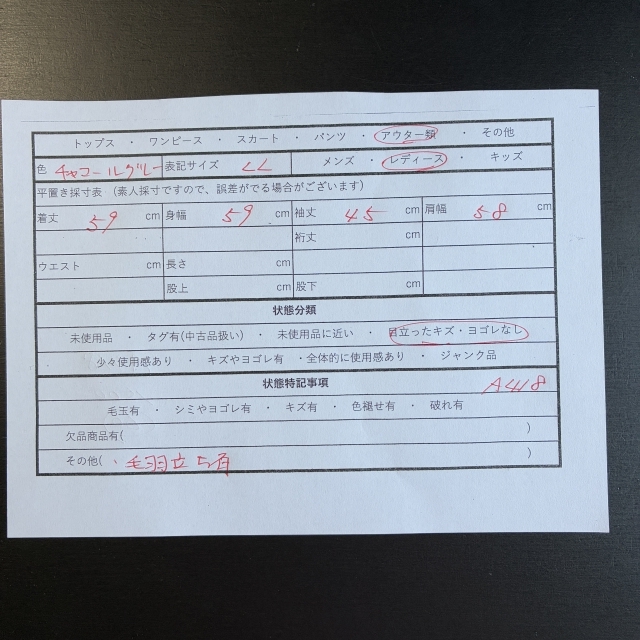 トップス ・ ワンピース ・ スカート ・ パンツ ・ アウター類 ・ その他
色 チャコールグレー 表記サイズ LL メンズ ・ レディース ・ キッズ
平置き採寸表 (素人採寸ですので、誤差がでる場合がございます)
着丈 59 cm 身幅 59 cm 袖丈 45 cm 肩幅 58 cm
裄丈 cm
ウエスト cm 長さ cm
股上 cm 股下 cm
状態分類
未使用品 ・ タグ有(中古品扱い) ・ 未使用品に近い ・ 目立ったキズ・ヨゴレなし
少々使用感あり ・ キズやヨゴレ有 ・全体的に使用感あり ・ ジャンク品
状態特記事項 A418
毛玉有 ・ シミやヨゴレ有 ・ キズ有 ・ 色褪せ有 ・ 破れ有
欠品商品有( )
その他(・毛羽立ち有 )